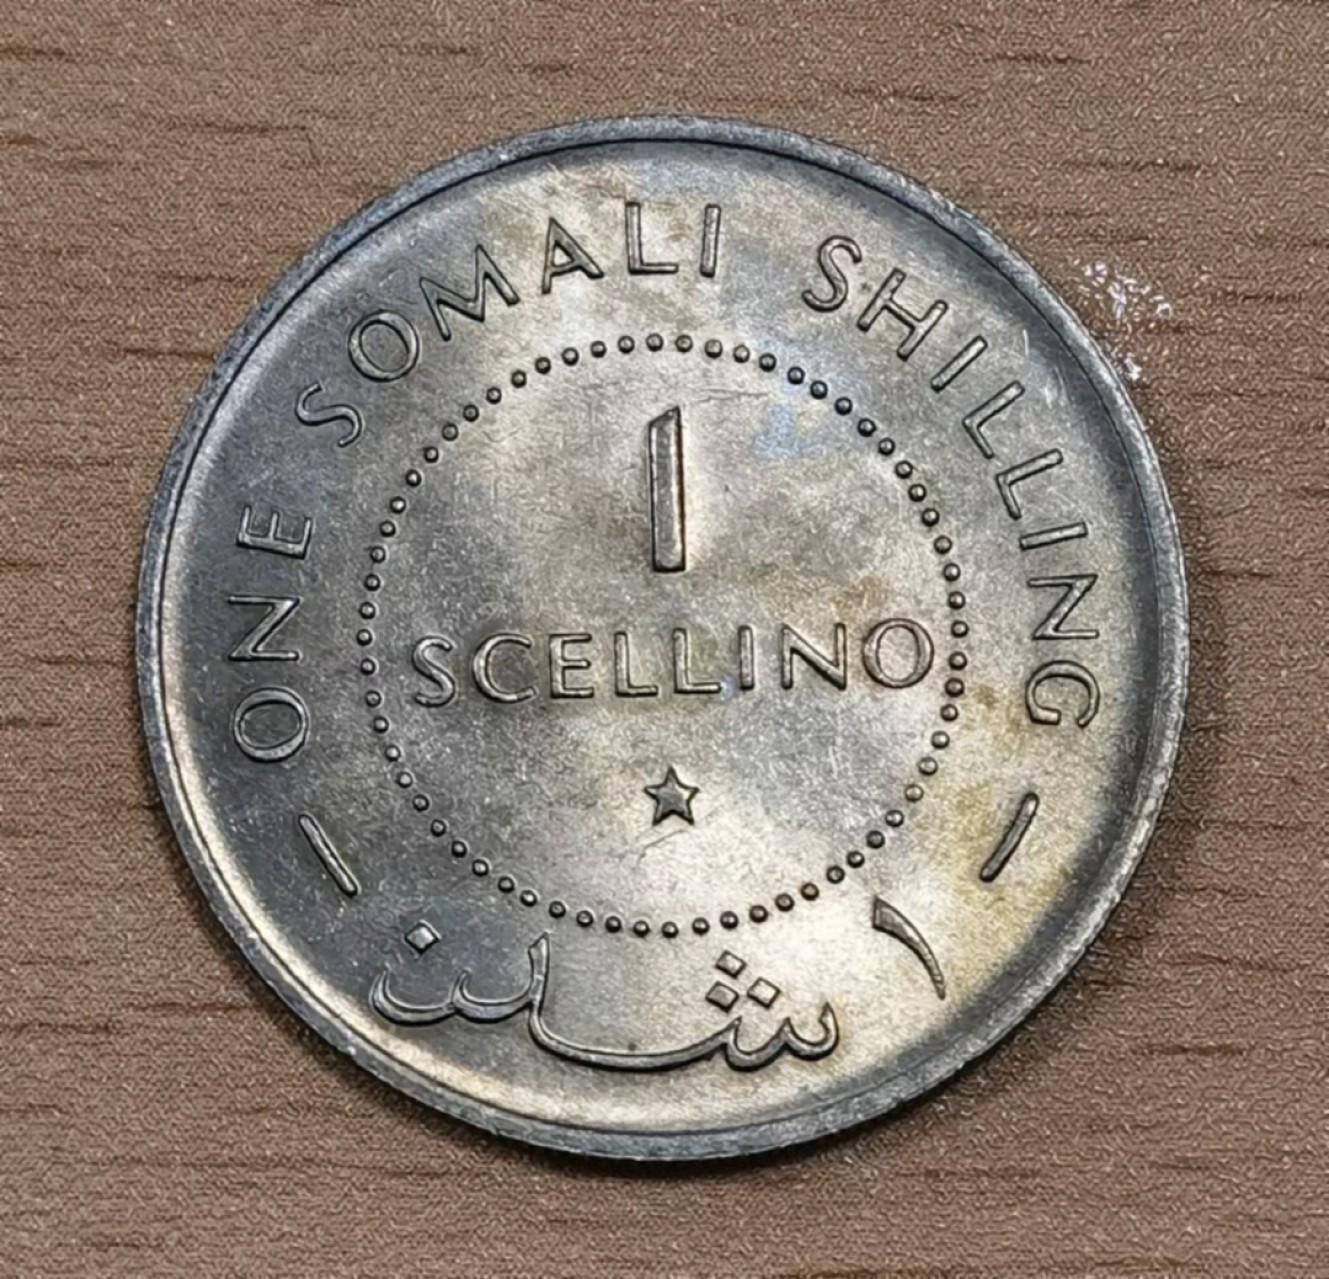 ONE SOMALI SHILLING
1
SCELLINO
١ شلن